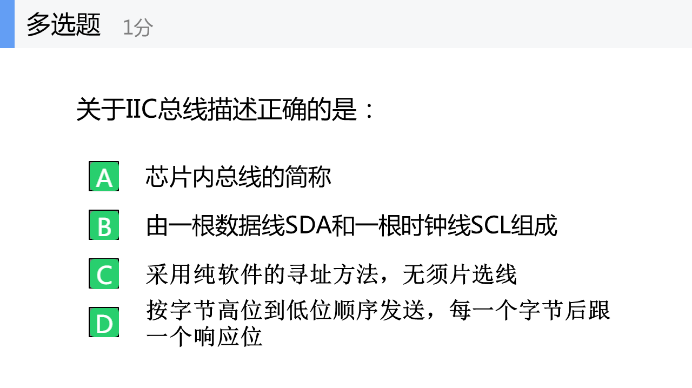 多选题 1分
关于IIC总线描述正确的是：
A 芯片内总线的简称
B 由一根数据线SDA和一根时钟线SCL组成
C 采用纯软件的寻址方法，无须片选线
D 按字节高位到低位顺序发送，每一个字节后跟
一个响应位